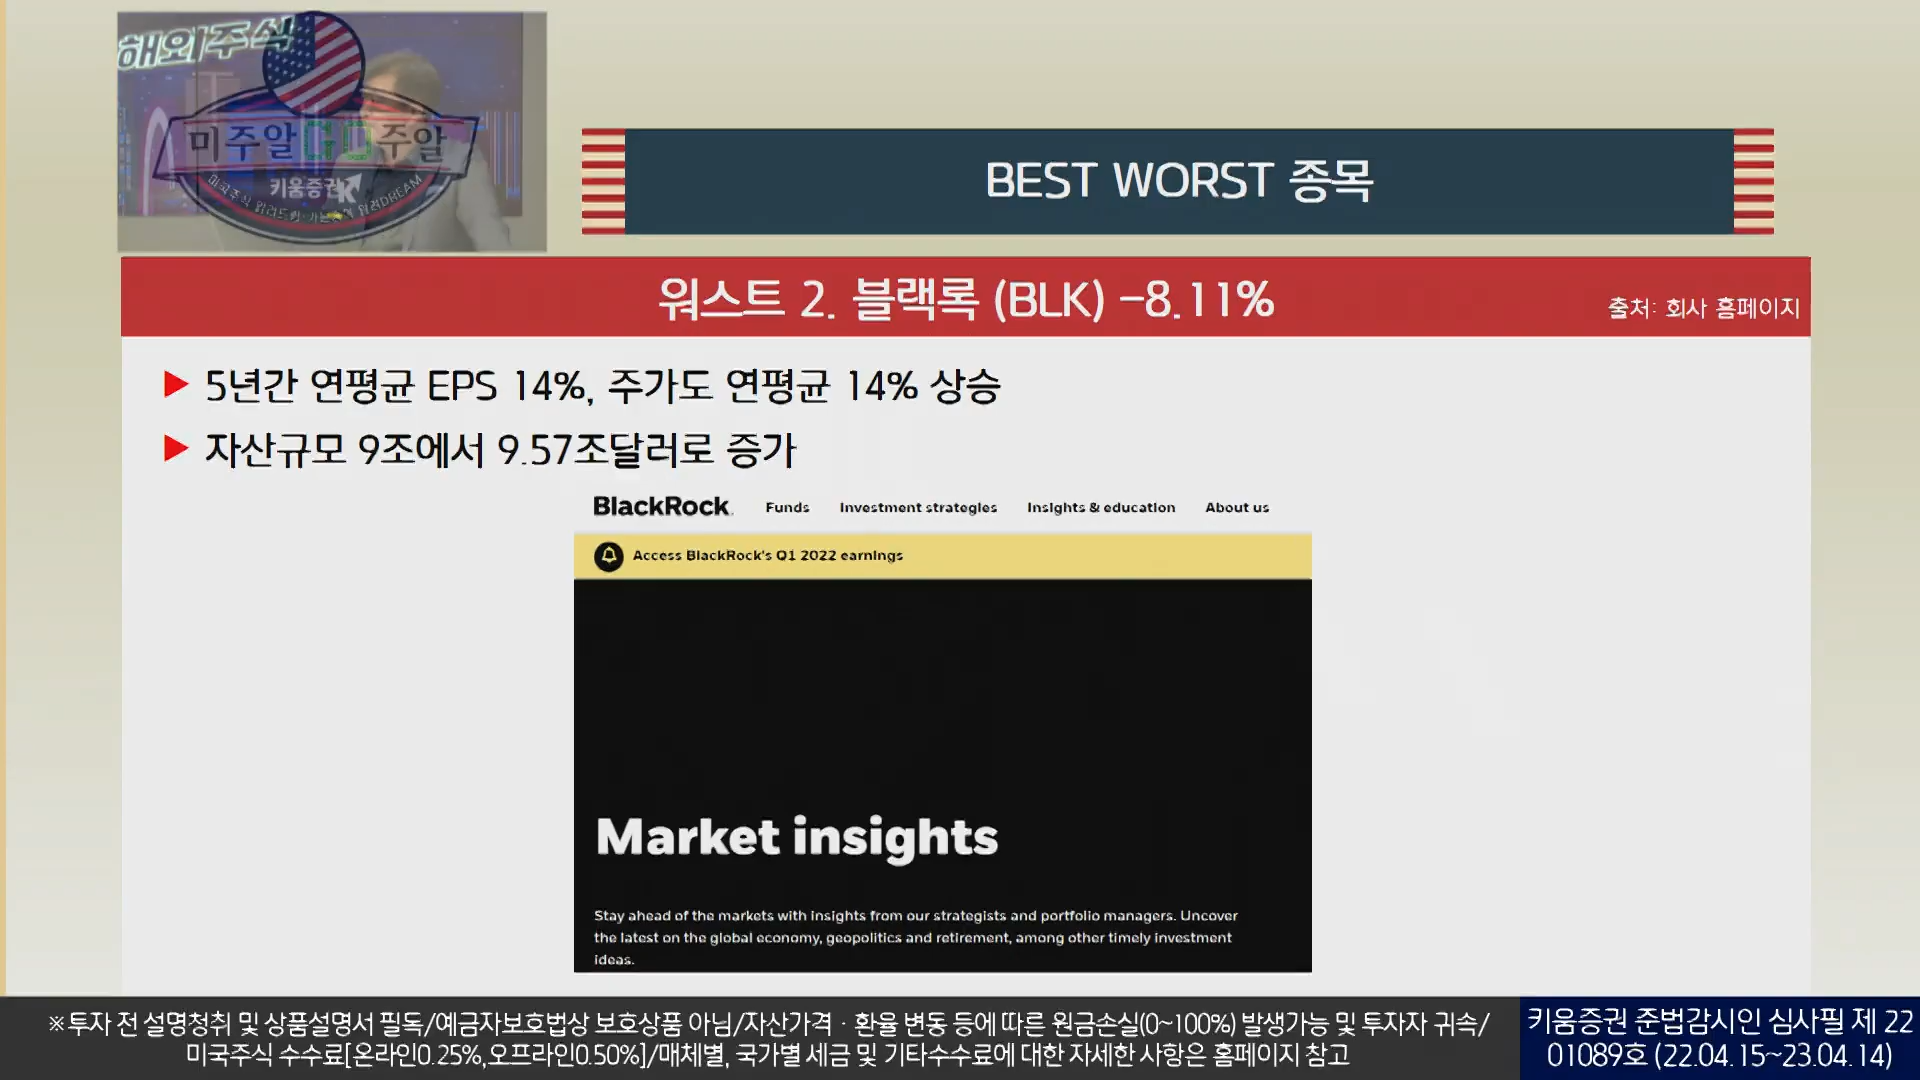 해외주식
미주알GO주알
키움증권
BEST WORST 종목
워스트 2. 블랙록 (BLK) -8.11%
출처: 회사 홈페이지
▶ 5년간 연평균 EPS 14%, 주가도 연평균 14% 상승
▶ 자산규모 9조에서 9.57조달러로 증가
BlackRock. Funds Investment strategies Insights & education About us
Access BlackRock's Q1 2022 earnings
Market insights
Stay ahead of the markets with insights from our strategists and portfolio managers. Uncover
the latest on the global economy, geopolitics and retirement, among other timely investment
ideas.
※투자 전 설명청취 및 상품설명서 필독/예금자보호법상 보호상품 아님/자산가격 · 환율 변동 등에 따른 원금손실(0~100%) 발생가능 및 투자자 귀속/
미국주식 수수료[온라인0.25%,오프라인0.50%]/매체별, 국가별 세금 및 기타수수료에 대한 자세한 사항은 홈페이지 참고
키움증권 준법감시인 심사필 제 22
01089호 (22.04.15~23.04.14)